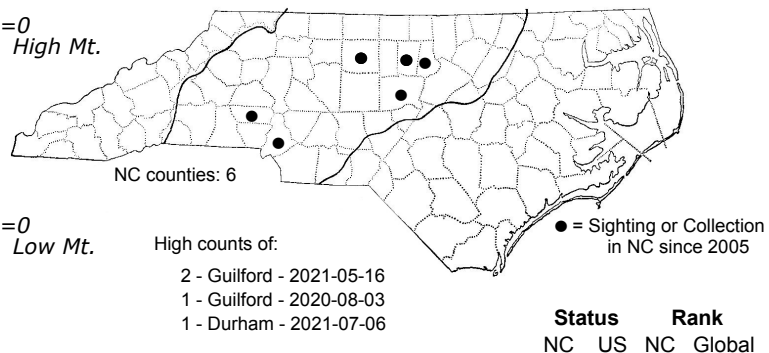 =0
High Mt.
NC counties: 6
=0
Low Mt.
High counts of:
2 - Guilford - 2021-05-16
1 - Guilford - 2020-08-03
1 - Durham - 2021-07-06
● = Sighting or Collection
in NC since 2005
Status Rank
NC US NC Global